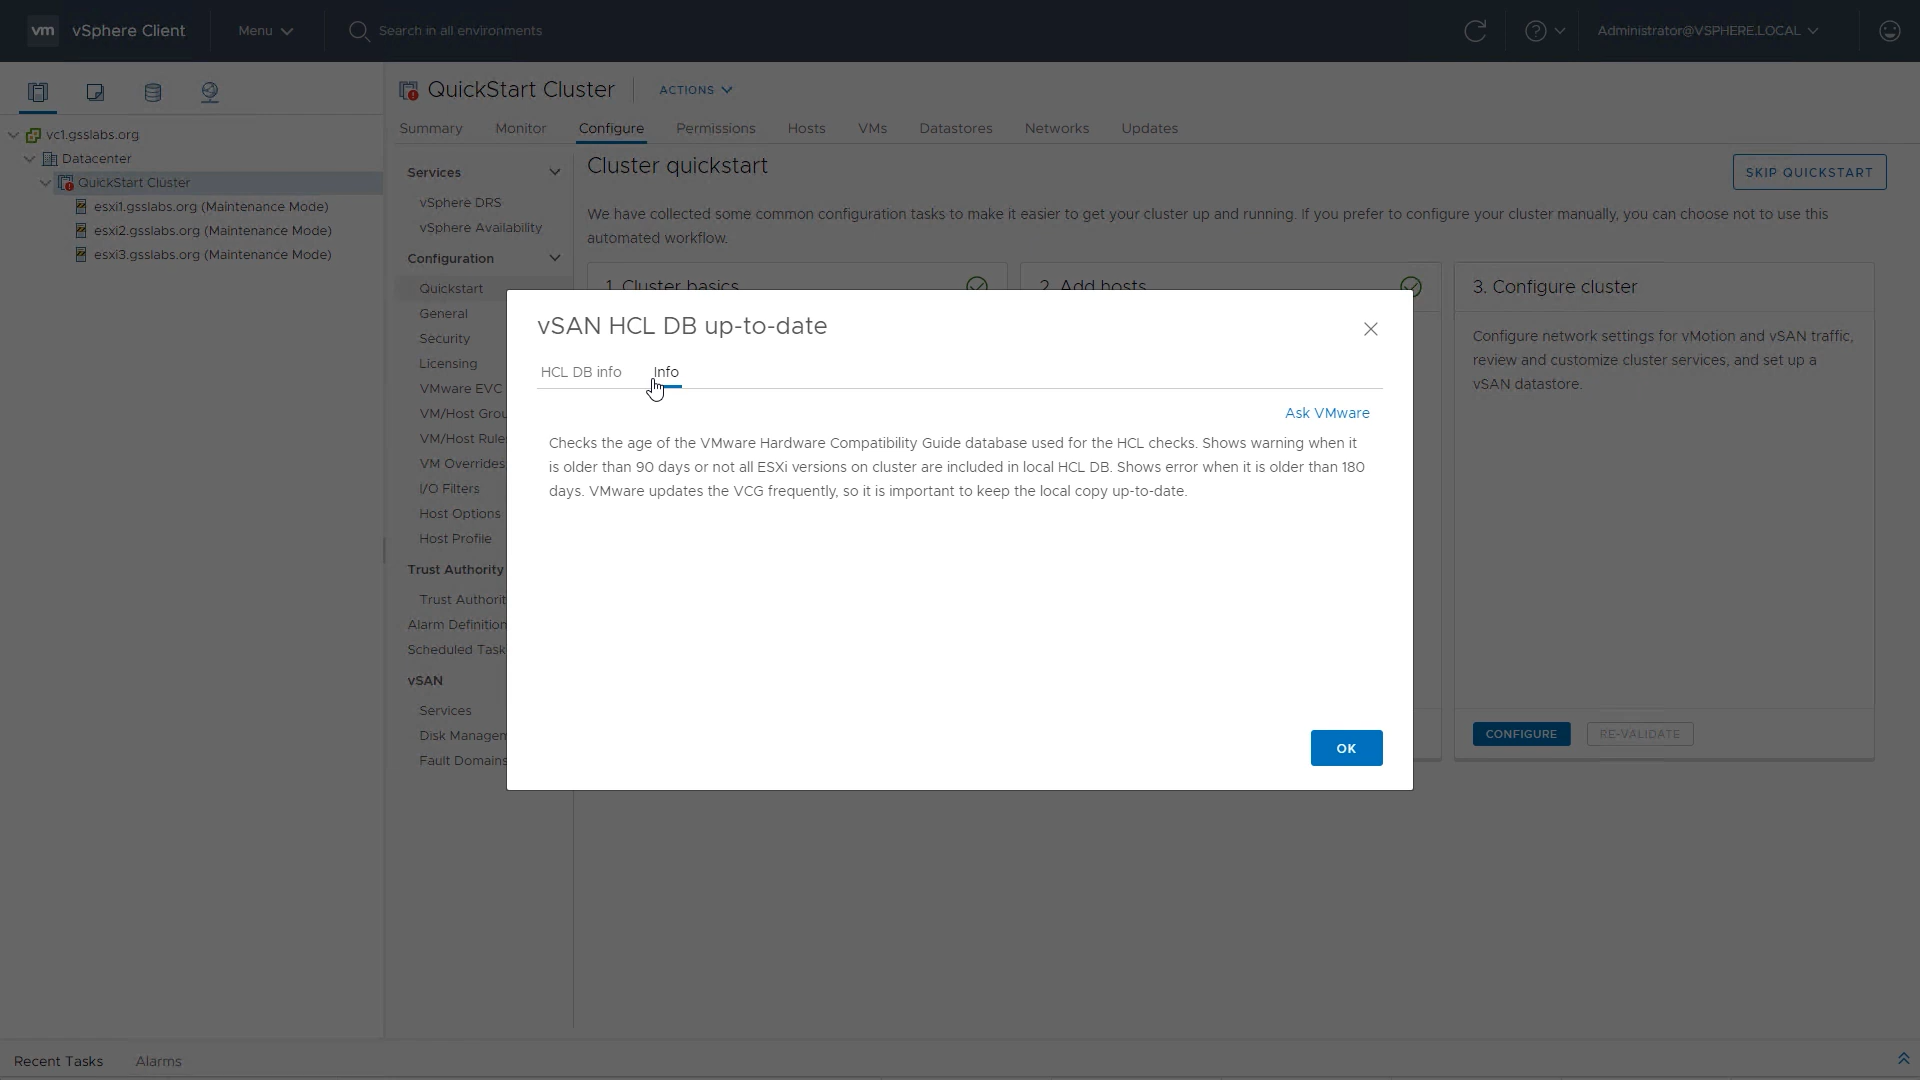 vm vSphere Client Menu Search in all environments Administrator@VSPHERE.LOCAL
vc1.gsslabs.org
Datacenter
QuickStart Cluster
esxi1.gsslabs.org (Maintenance Mode)
esxi2.gsslabs.org (Maintenance Mode)
esxi3.gsslabs.org (Maintenance Mode)
QuickStart Cluster ACTIONS
Summary Monitor Configure Permissions Hosts VMs Datastores Networks Updates
Services
vSphere DRS
vSphere Availability
Configuration
Quickstart
General
Security
Licensing
VMware EVC
VM/Host
VM/Host
VM Overrides
I/O Filters
Host Options
Host Profile
Trust Authority
Trust
Alarm
Scheduled
vSAN
Services
Disk
Fault Domains
Cluster quickstart
SKIP QUICKSTART
We have collected some common configuration tasks to make it easier to get your cluster up and running. If you prefer to configure your cluster manually, you can choose not to use this
automated workflow.
1. Cluster basics
2. Add hosts
3. Configure cluster
Configure network settings for vMotion and vSAN traffic,
review and customize cluster services, and set up a
vSAN datastore.
CONFIGURE RE-VALIDATE
vSAN HCL DB up-to-date
HCL DB info Info
Ask VMware
Checks the age of the VMware Hardware Compatibility Guide database used for the HCL checks. Shows warning when it
is older than 90 days or not all ESXi versions on cluster are included in local HCL DB. Shows error when it is older than 180
days. VMware updates the VCG frequently, so it is important to keep the local copy up-to-date.
OK
Recent Tasks Alarms